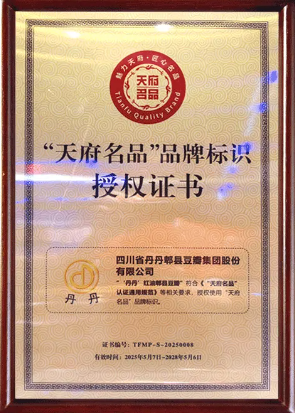 魅力天府·匠心名品
天府
名品
Tianfu Quality Brand
“天府名品”品牌标识
授权证书
丹丹
四川省丹丹郫县豆瓣集团股份
有限公司
“‘丹丹’红油郫县豆瓣”符合《“天府名品”
认证通用规范》等相关要求，授权使用“天府
名品”品牌标识。
证书编号：TFMP-S-20250008
有效时间：2025年5月7日-2028年5月6日